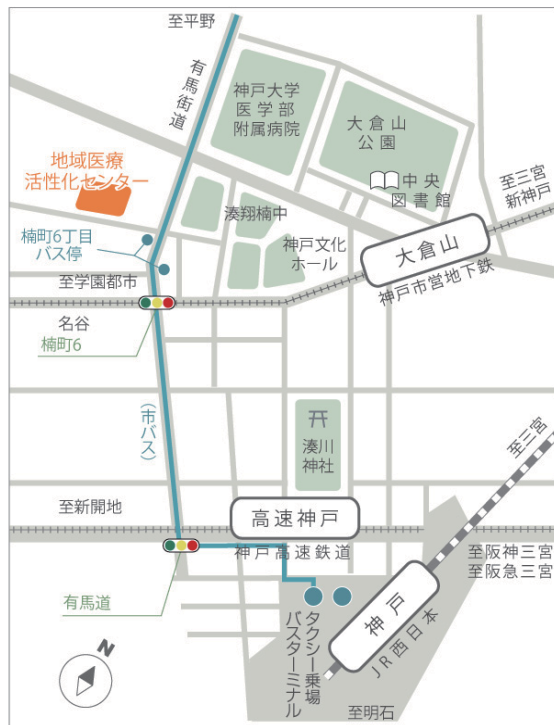 至平野
有馬街道
神戸大学
医学部
附属病院
大倉山
公園
中央
図書館
地域医療
活性化センター
湊翔楠中
至三宮
新神戸
楠町6丁目
バス停
神戸文化
ホール
大倉山
神戸市営地下鉄
至学園都市
名谷
楠町6
(市バス)
湊川
神社
至三宮
至新開地
高速神戸
神戸高速鉄道
至阪神三宮
至阪急三宮
有馬道
神戸
JR西日本
タクシー乗場
バスターミナル
至明石
N